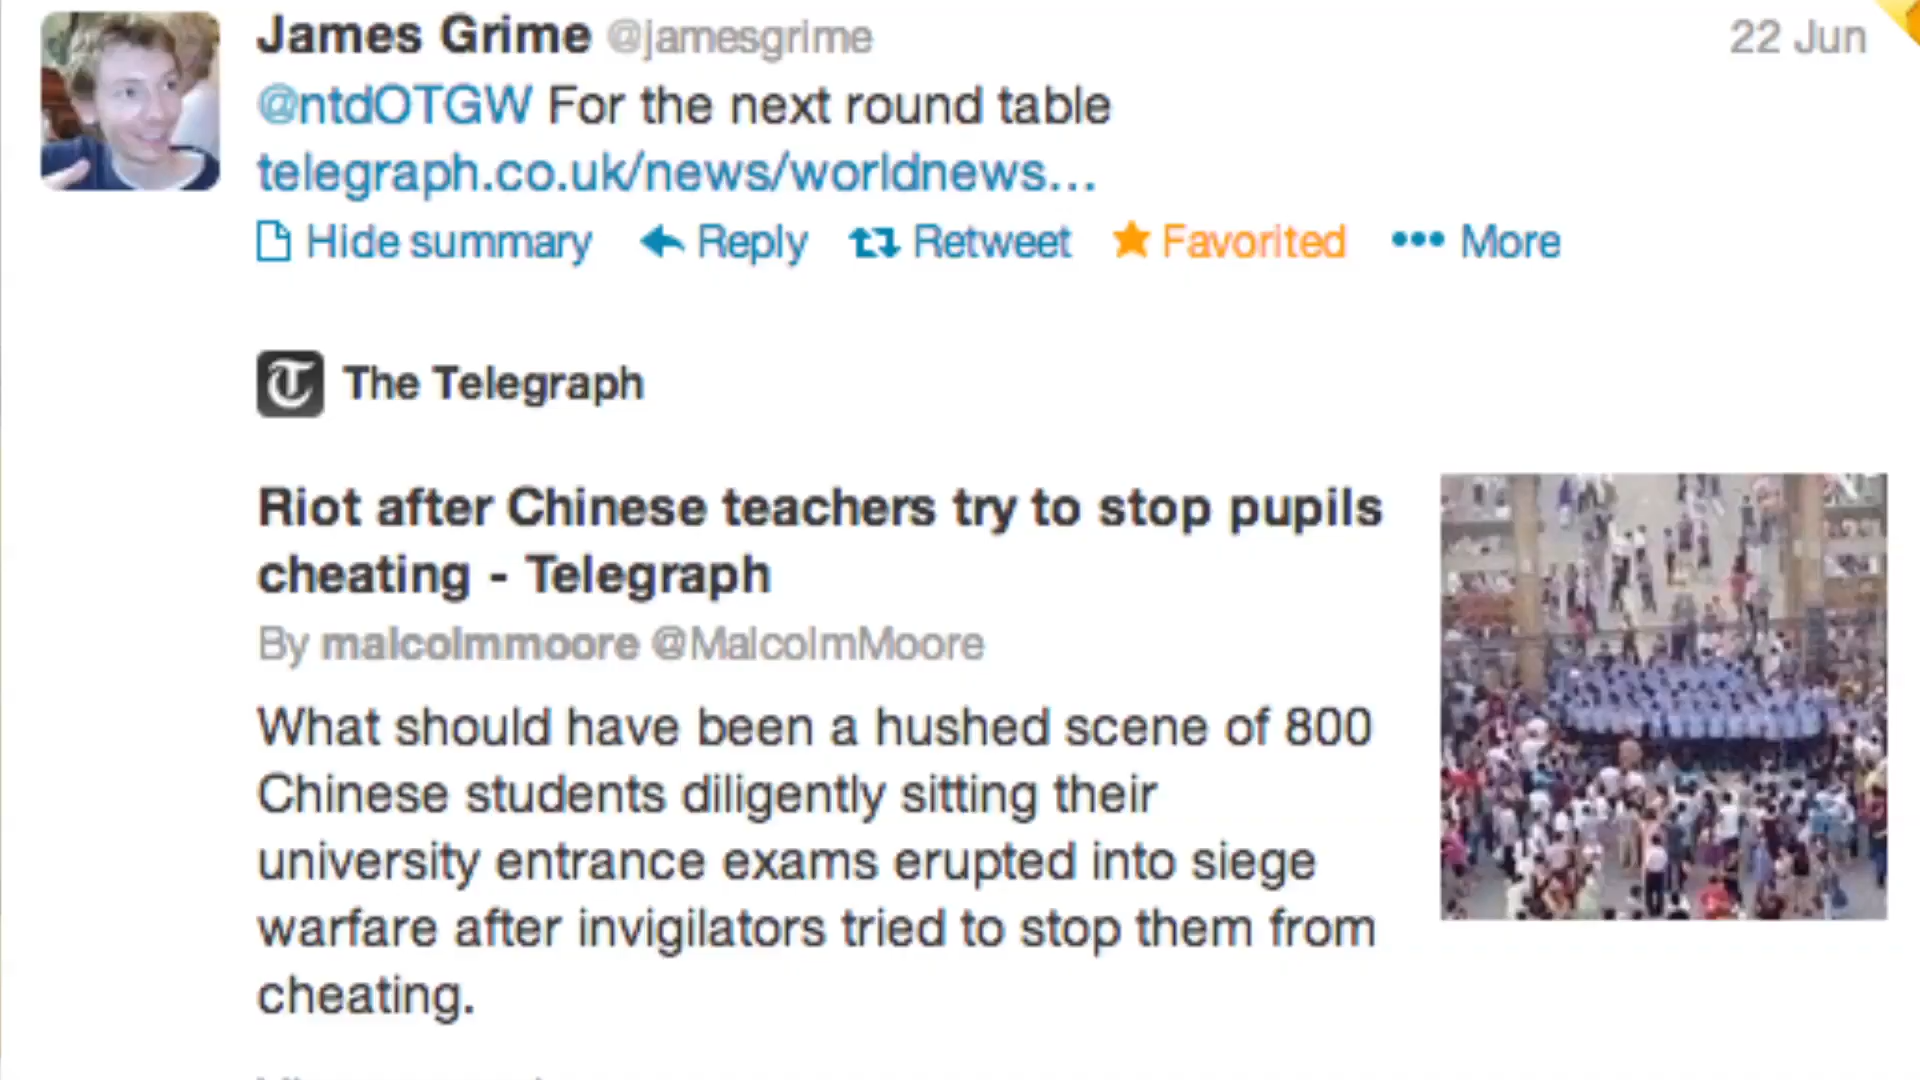 James Grime @jamesgrime 22 Jun
@ntdOTGW For the next round table
telegraph.co.uk/news/worldnews...
Hide summary Reply Retweet Favorited More
The Telegraph
Riot after Chinese teachers try to stop pupils
cheating - Telegraph
By malcolmmoore @MalcolmMoore
What should have been a hushed scene of 800
Chinese students diligently sitting their
university entrance exams erupted into siege
warfare after invigilators tried to stop them from
cheating.